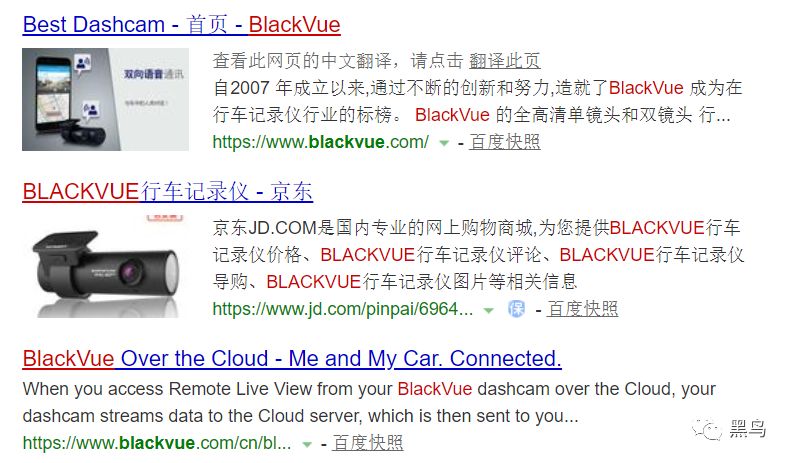 Best Dashcam - 首页 - BlackVue
双向语音通讯
查看此网页的中文翻译，请点击 翻译此页
自2007 年成立以来,通过不断的创新和努力,造就了BlackVue 成为在
行车记录仪行业的标榜。 BlackVue 的全高清单镜头和双镜头 行...
https://www.blackvue.com/ - 百度快照
BLACKVUE行车记录仪 - 京东
京东JD.COM是国内专业的网上购物商城,为您提供BLACKVUE行车
记录仪价格、BLACKVUE行车记录仪评论、BLACKVUE行车记录仪
导购、BLACKVUE行车记录仪图片等相关信息
https://www.jd.com/pinpai/6964... 保 - 百度快照
BlackVue Over the Cloud - Me and My Car. Connected.
When you access Remote Live View from your BlackVue dashcam over the Cloud, your
dashcam streams data to the Cloud server, which is then sent to you...
https://www.blackvue.com/cn/bl... - 百度快照
黑鸟